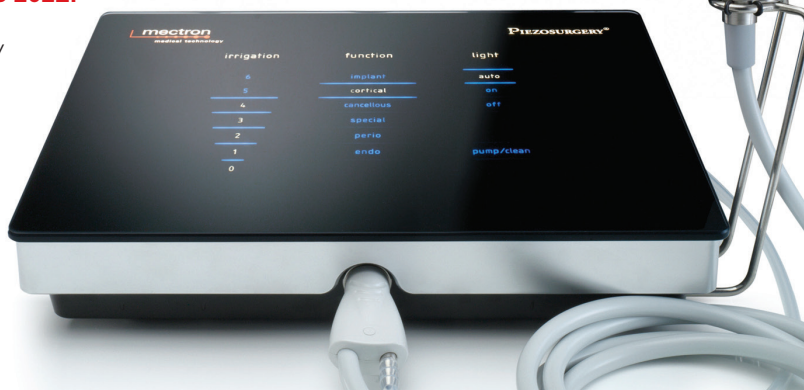 2022.
y
mectron
medical technology
PIEZOSURGERY®
irrigation function light
6 implant auto
5 cortical on
4 cancellous off
3 special
2 perio
1 endo pump/clean
0